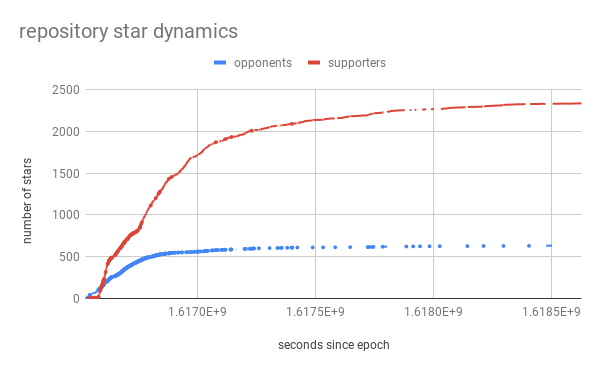 repository star dynamics
opponents supporters
number of stars
2500
2000
1500
1000
500
0
1.6170E+9 1.6175E+9 1.6180E+9 1.6185E+9
seconds since epoch